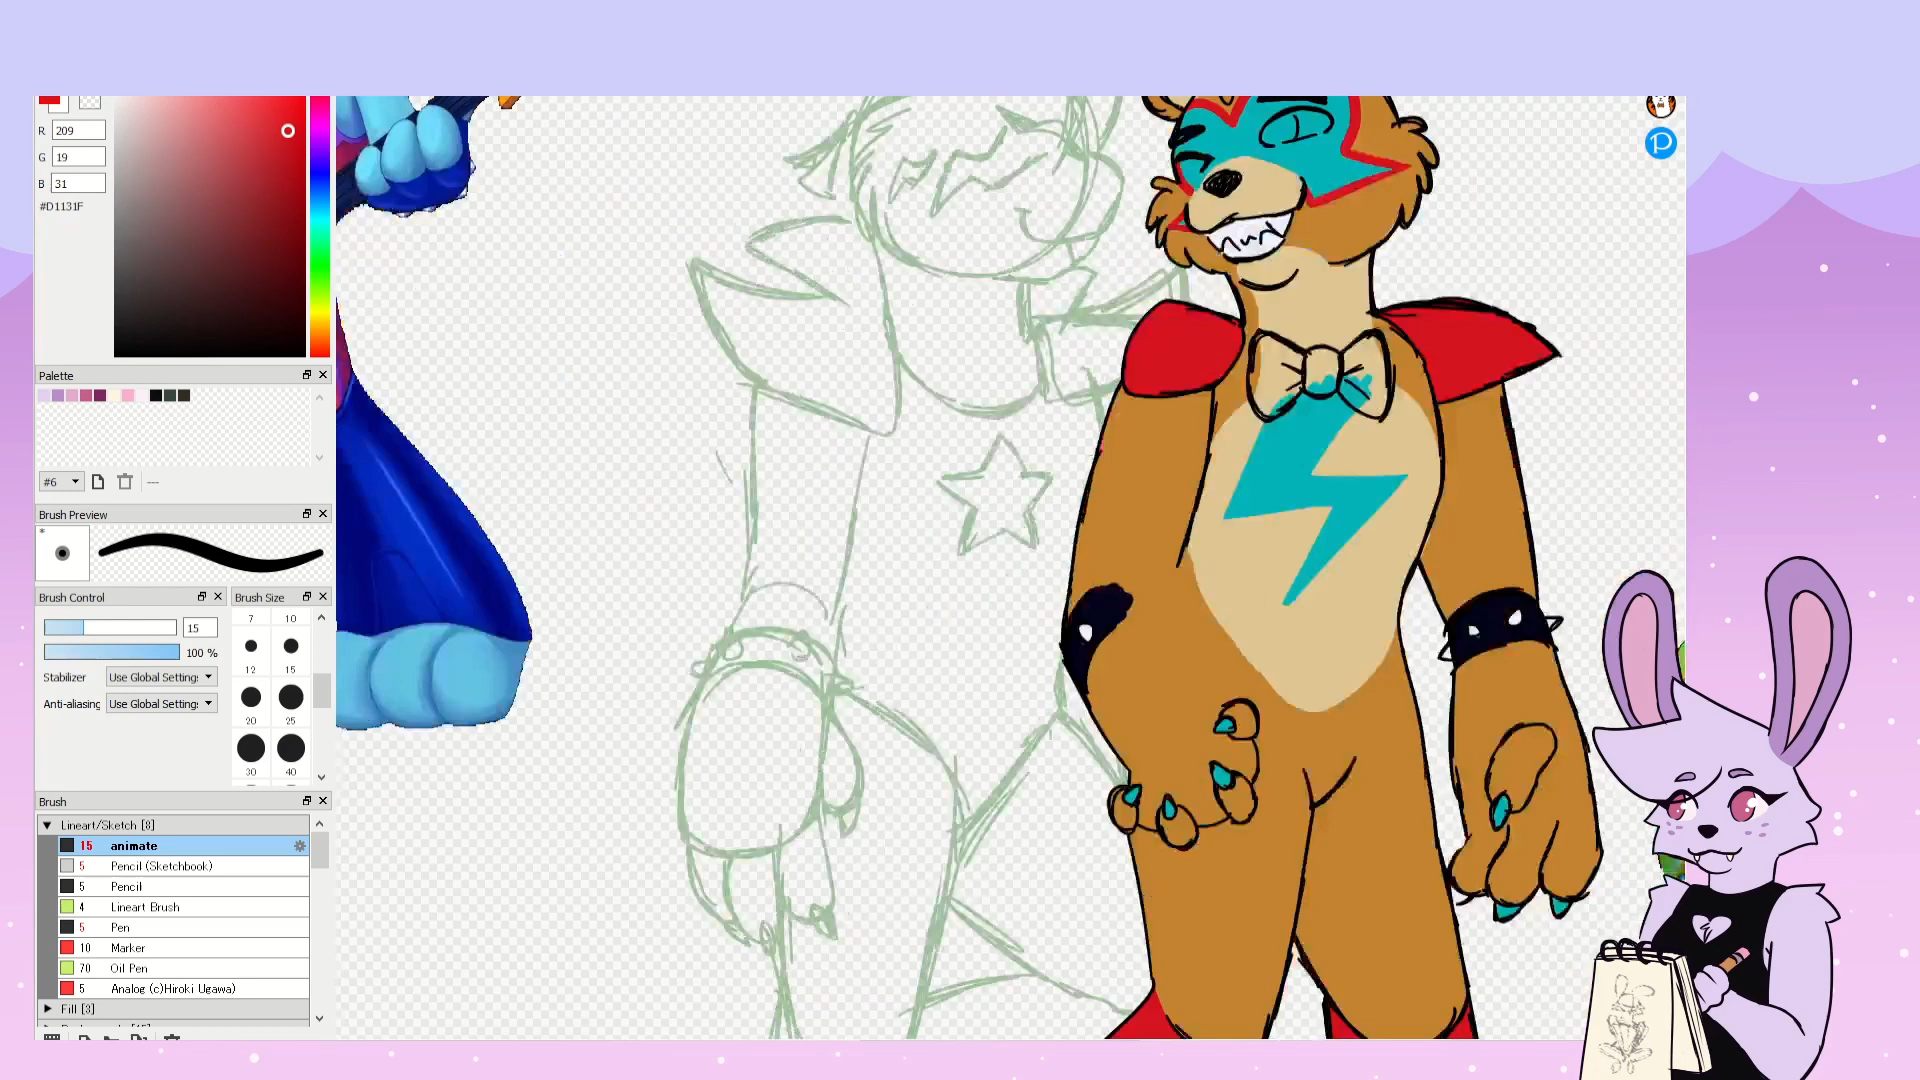 R 209
G 19
B 31
#D1131F
Palette
#6
---
Brush Preview
*
Brush Control
Brush Size
15
100 %
Stabilizer Use Global Setting:
Anti-aliasing Use Global Setting:
7 10
12 15
20 25
30 40
Brush
Lineart/Sketch [8]
15 animate
5 Pencil (Sketchbook)
5 Pencil
4 Lineart Brush
5 Pen
10 Marker
70 Oil Pen
5 Analog (c)Hiroki Ugawa)
Fill [3]
P